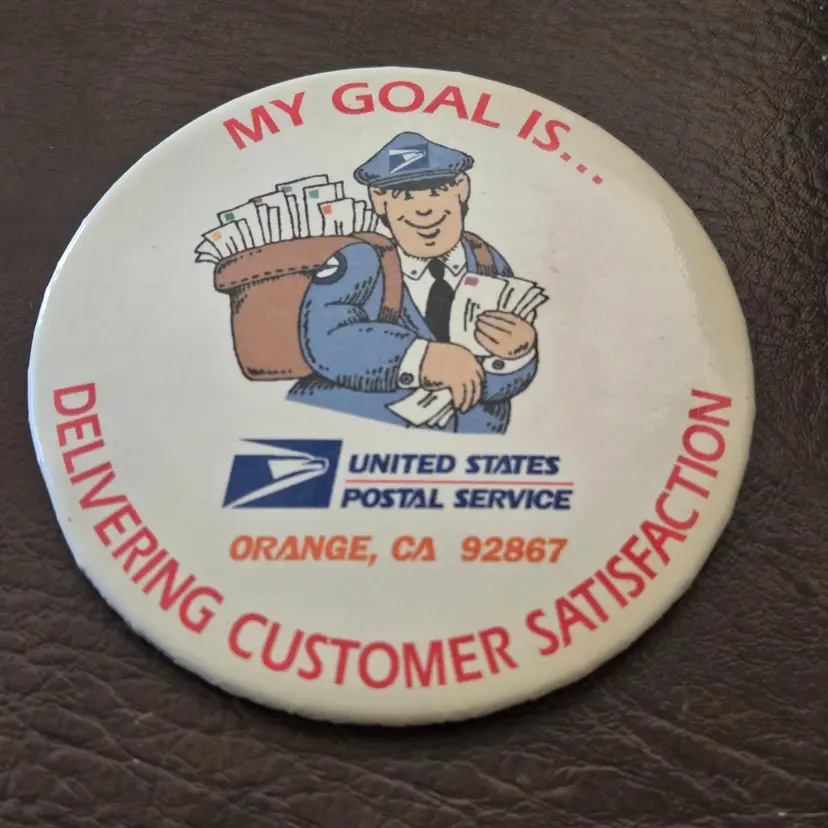 MY GOAL IS...
UNITED STATES
POSTAL SERVICE
ORANGE, CA 92867
DELIVERING CUSTOMER SATISFACTION